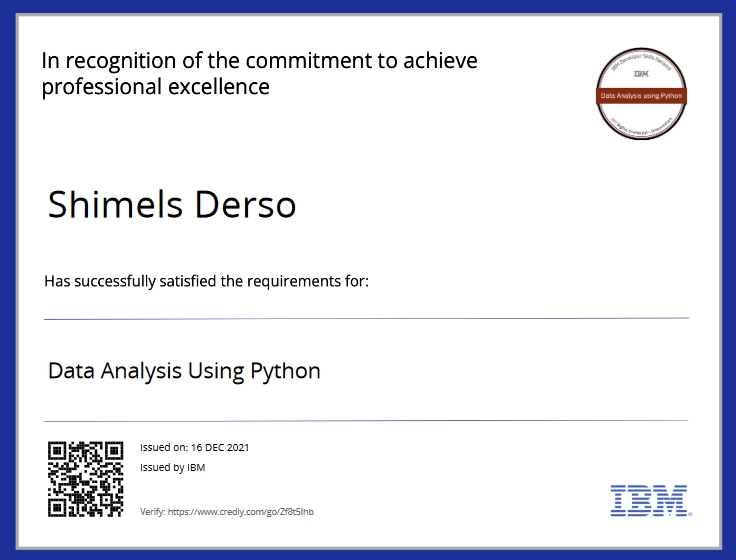 In recognition of the commitment to achieve
professional excellence
IBM Developer Skills Network
IBM
Data Analysis using Python
Shimels Derso
Has successfully satisfied the requirements for:
Data Analysis Using Python
Issued on: 16 DEC 2021
Issued by IBM
Verify: https://www.credly.com/go/Zf8t5Ihb
IBM